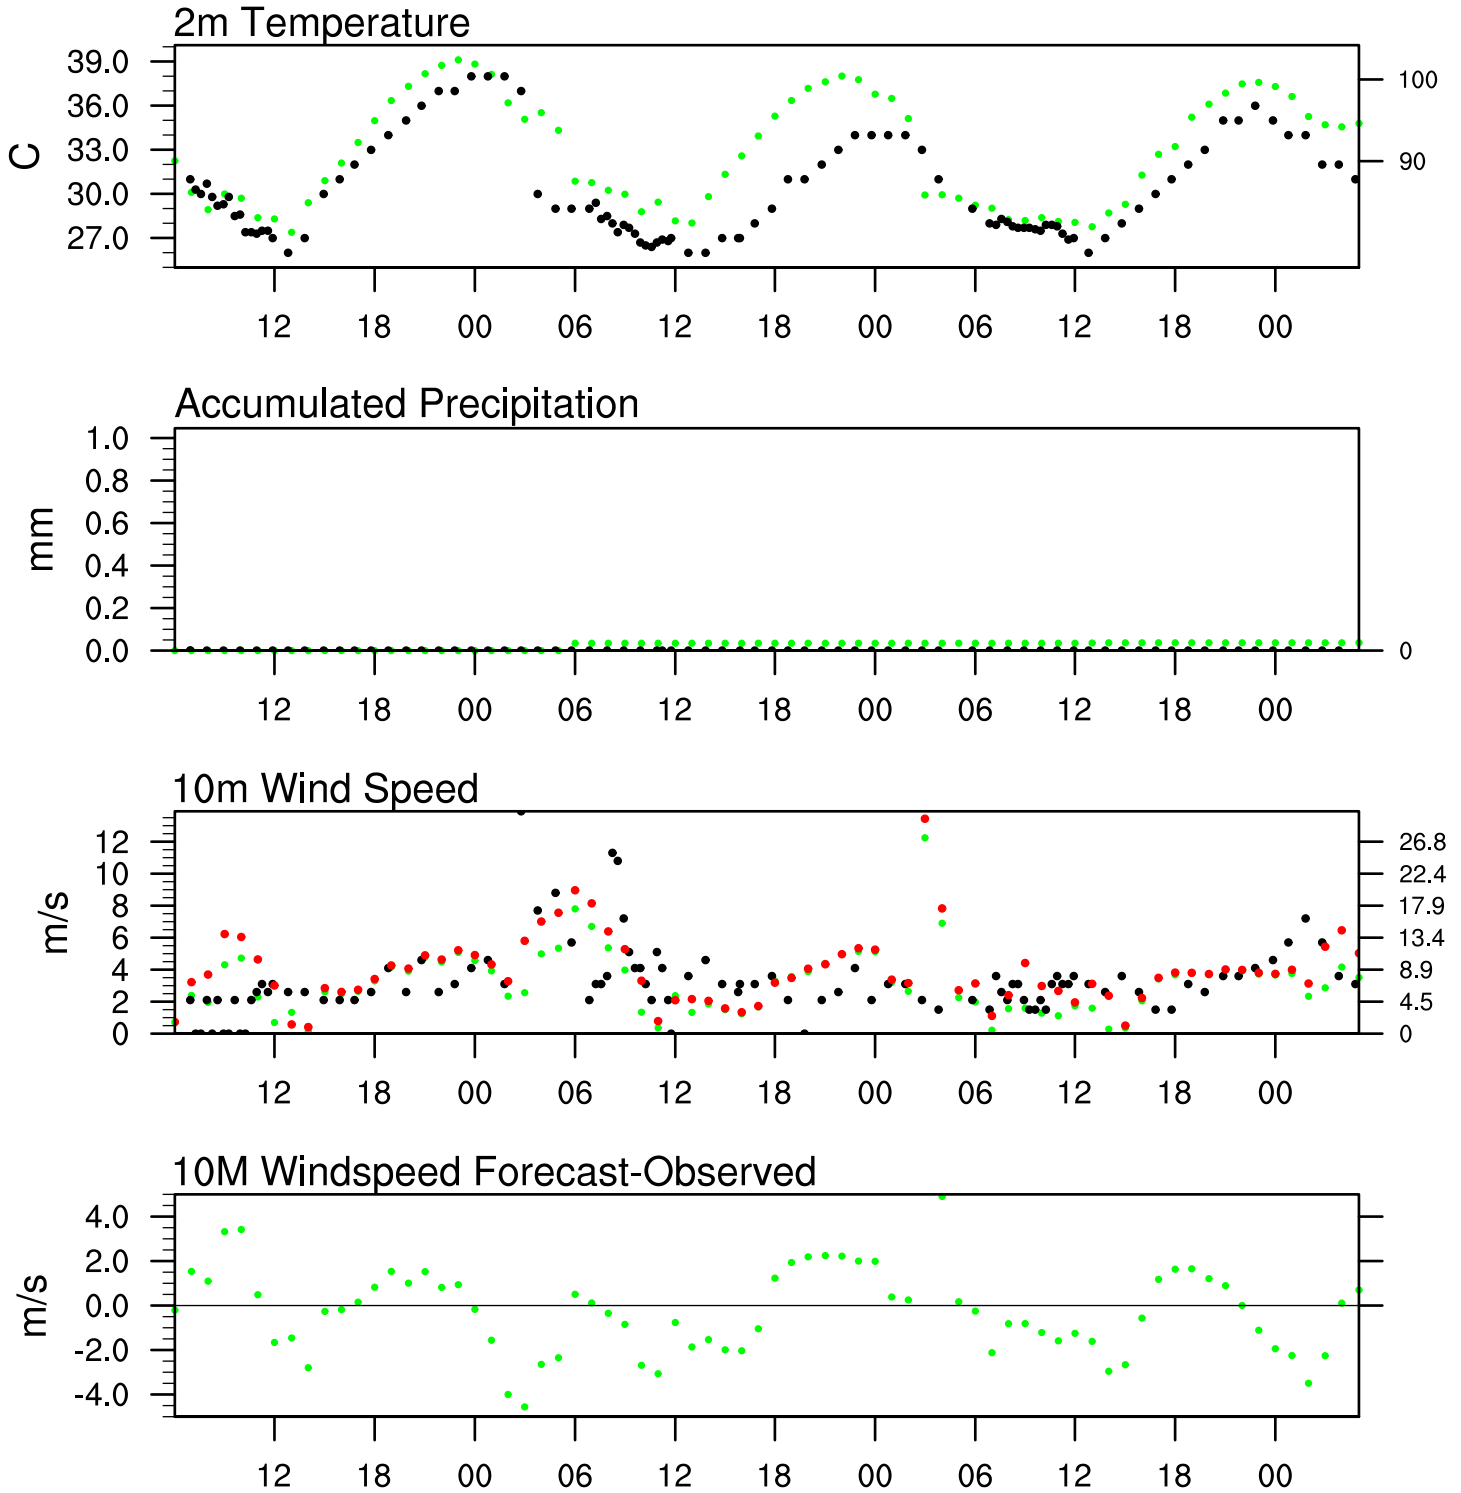 2m Temperature
39.0
36.0
33.0
30.0
27.0
C
100
90
12 18 00 06 12 18 00 06 12 18 00
Accumulated Precipitation
1.0
0.8
0.6
0.4
0.2
0.0
mm
0
12 18 00 06 12 18 00 06 12 18 00
10m Wind Speed
12
10
8
6
4
2
0
m/s
26.8
22.4
17.9
13.4
8.9
4.5
0
12 18 00 06 12 18 00 06 12 18 00
10M Windspeed Forecast-Observed
4.0
2.0
0.0
-2.0
-4.0
m/s
12 18 00 06 12 18 00 06 12 18 00